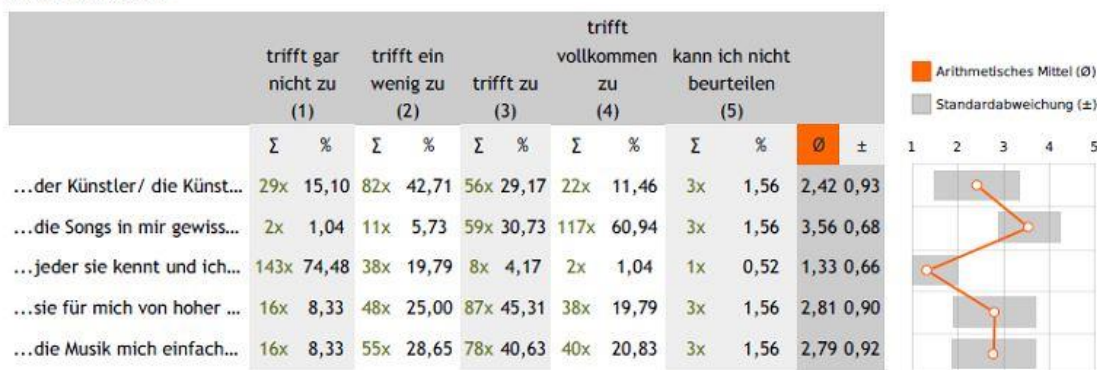 trifft gar nicht zu (1)
trifft ein wenig zu (2)
trifft zu (3)
trifft vollkommen zu (4)
kann ich nicht beurteilen (5)
Σ % Σ % Σ % Σ % Σ % Ø ±
...der Künstler/ die Künst... 29x 15,10 82x 42,71 56x 29,17 22x 11,46 3x 1,56 2,42 0,93
...die Songs in mir gewiss... 2x 1,04 11x 5,73 59x 30,73 117x 60,94 3x 1,56 3,56 0,68
...jeder sie kennt und ich... 143x 74,48 38x 19,79 8x 4,17 2x 1,04 1x 0,52 1,33 0,66
...sie für mich von hoher ... 16x 8,33 48x 25,00 87x 45,31 38x 19,79 3x 1,56 2,81 0,90
...die Musik mich einfach... 16x 8,33 55x 28,65 78x 40,63 40x 20,83 3x 1,56 2,79 0,92
Arithmetisches Mittel (Ø)
Standardabweichung (±)
1 2 3 4 5